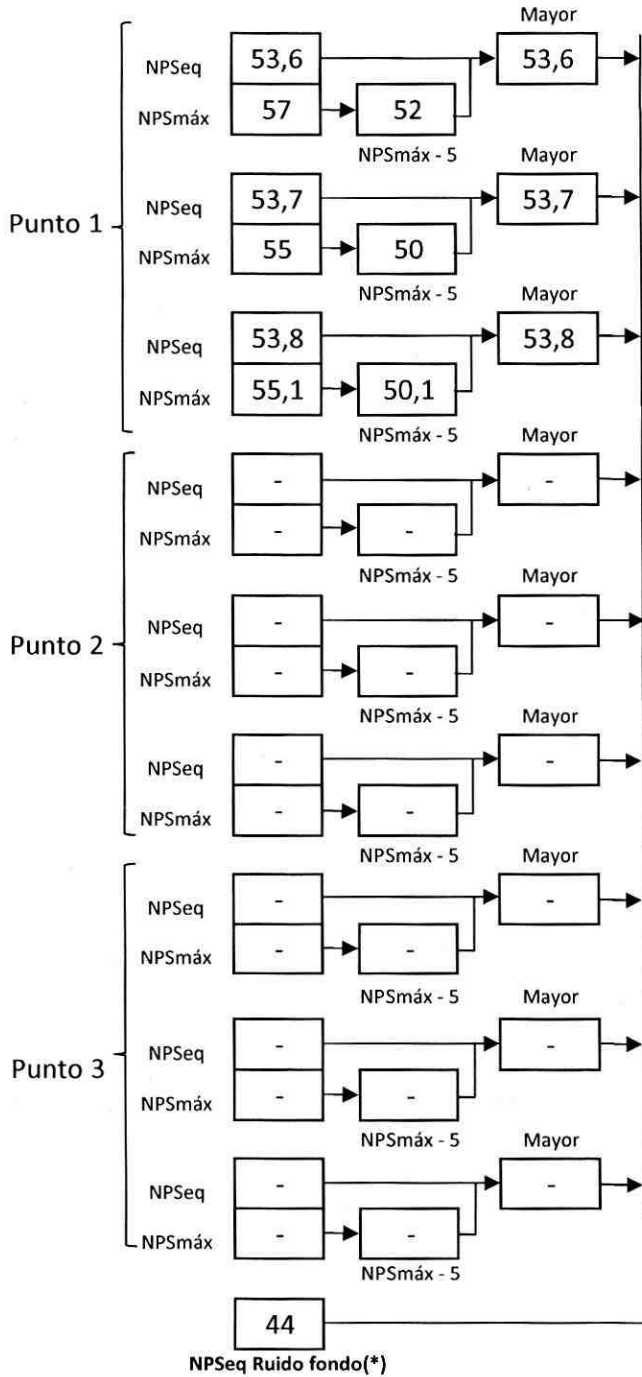 Mayor
NPSeq 53,6 53,6
NPSmáx 57 52
NPSmáx - 5
Mayor
NPSeq 53,7 53,7
Punto 1
NPSmáx 55 50
NPSmáx - 5
Mayor
NPSeq 53,8 53,8
NPSmáx 55,1 50,1
NPSmáx - 5
Mayor
NPSeq - -
NPSmáx - -
NPSmáx - 5
Mayor
NPSeq - -
Punto 2
NPSmáx - -
NPSmáx - 5
Mayor
NPSeq - -
NPSmáx - -
NPSmáx - 5
Mayor
NPSeq - -
NPSmáx - -
NPSmáx - 5
Mayor
NPSeq - -
Punto 3
NPSmáx - -
NPSmáx - 5
Mayor
NPSeq - -
NPSmáx - -
NPSmáx - 5
44
NPSeq Ruido fondo(*)